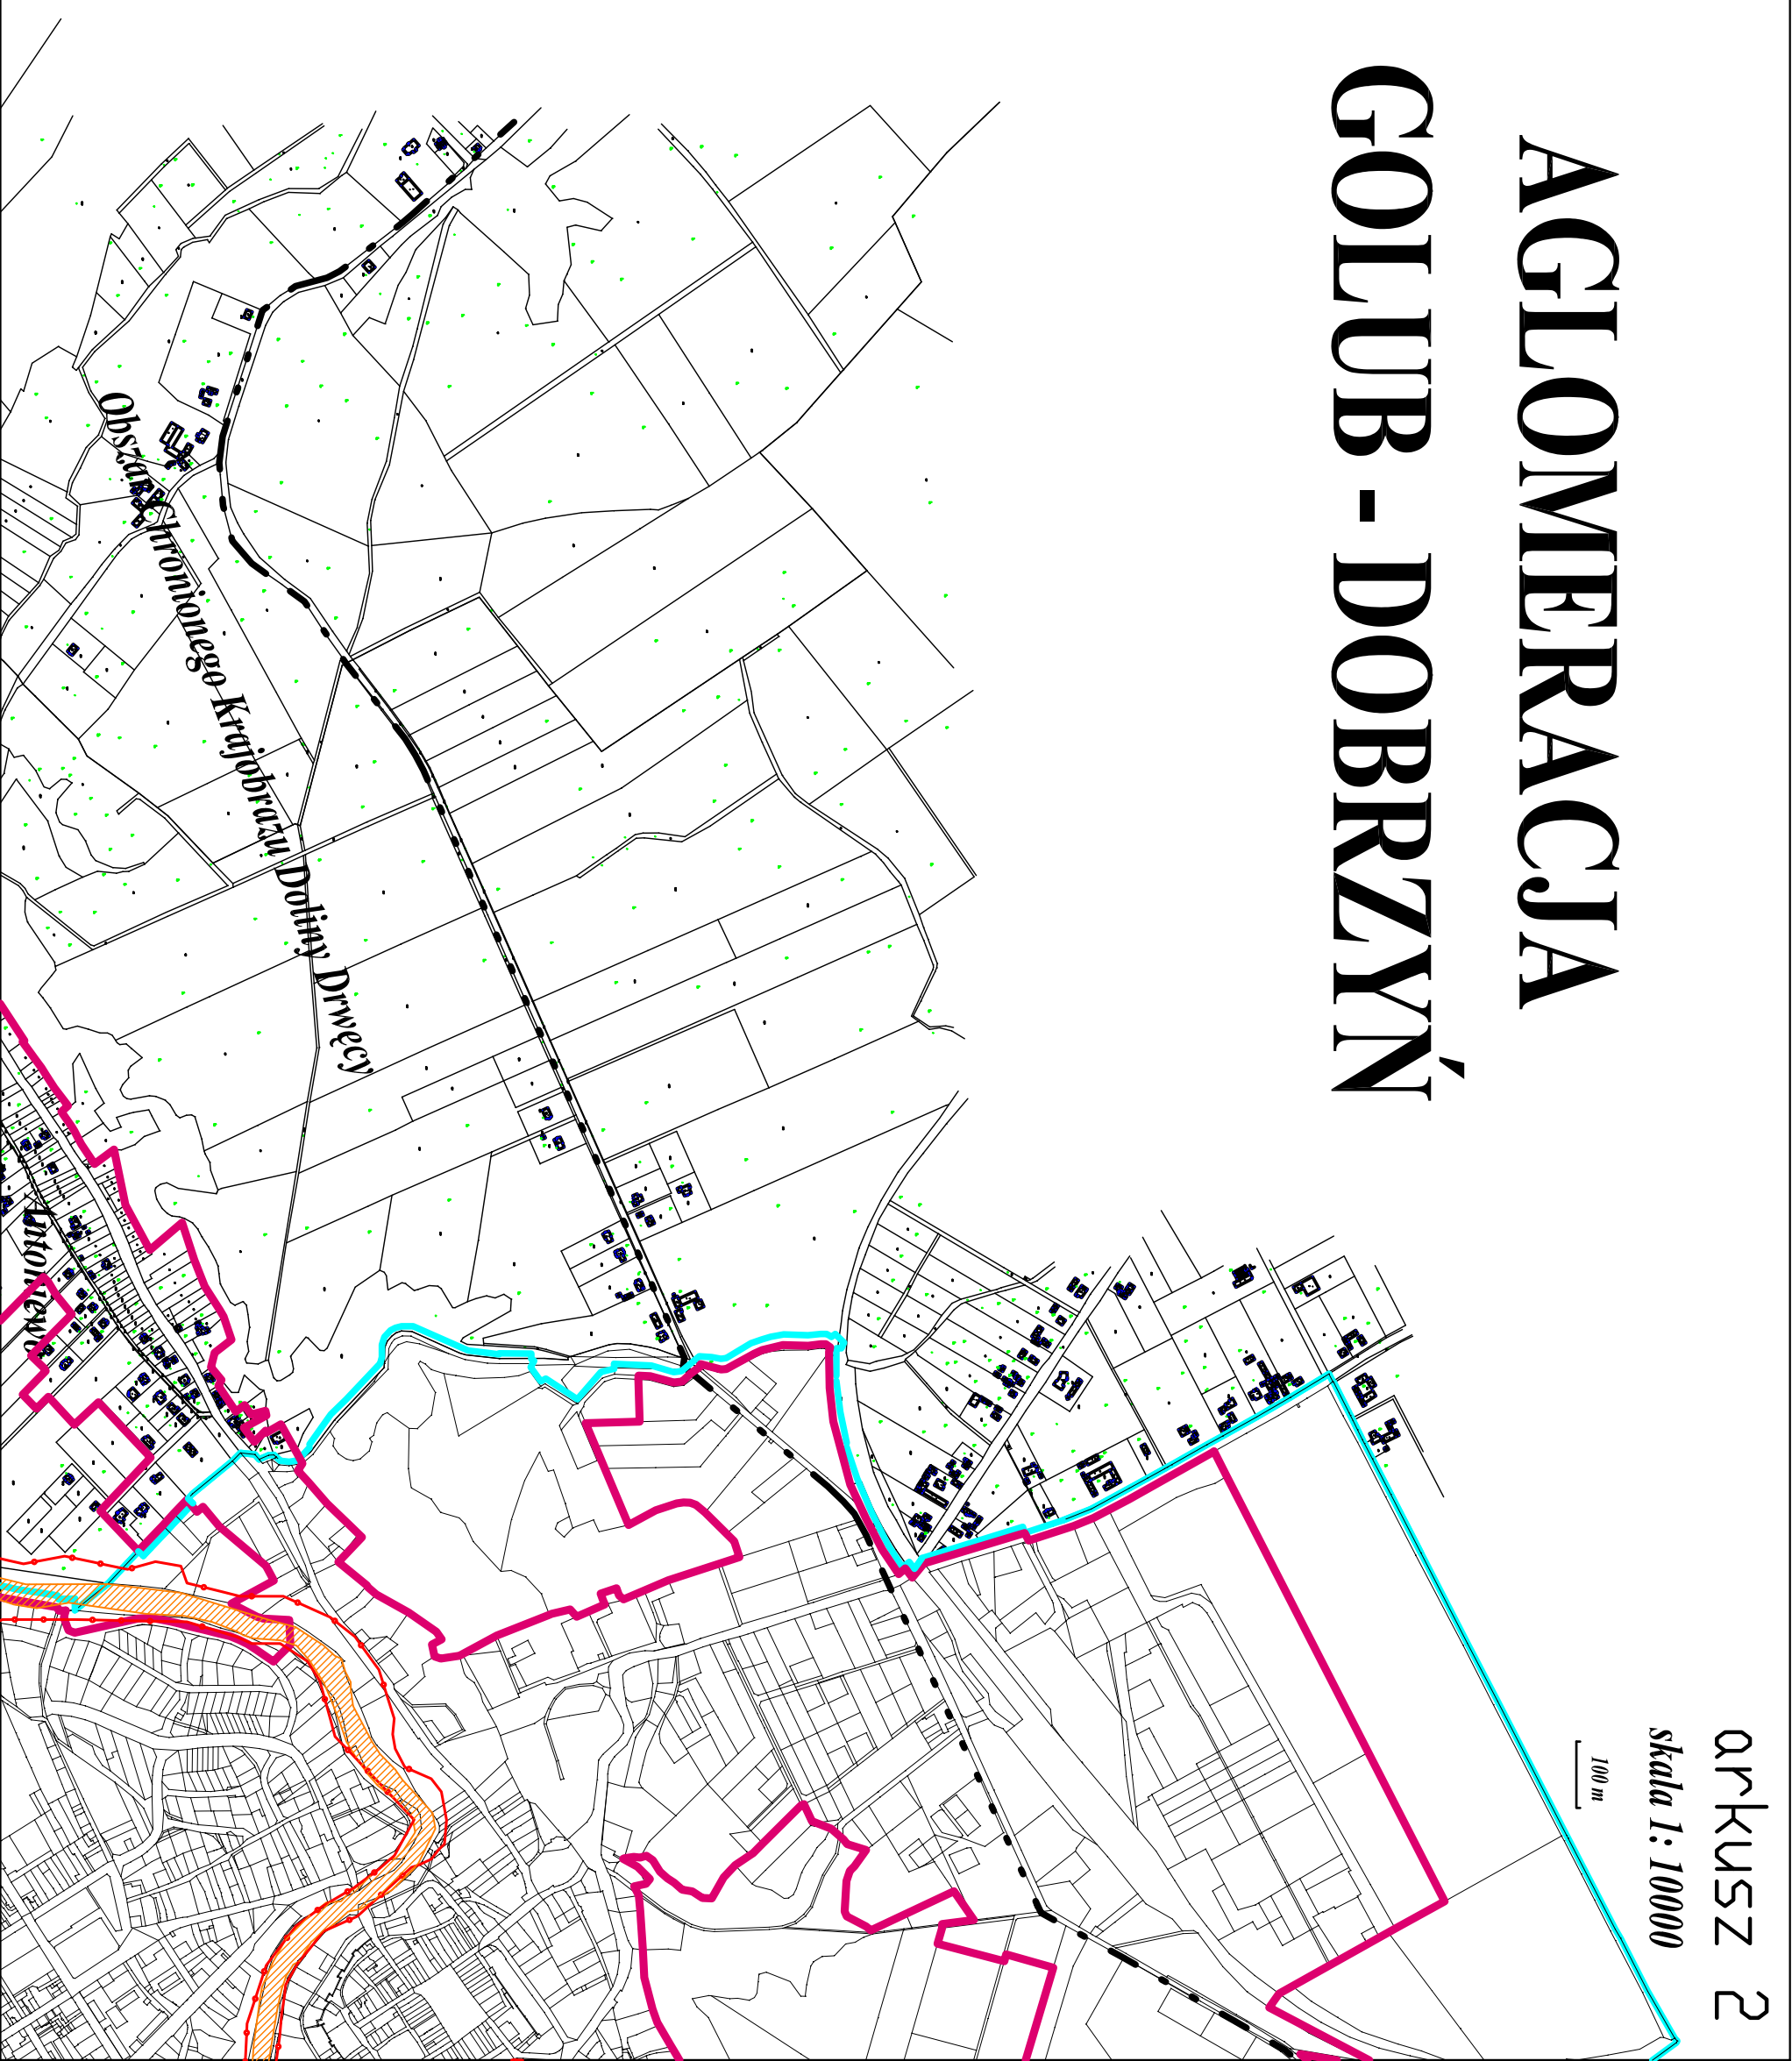 AGLOMERACJA
GOLUB - DOBRZYŃ
arkusz 2
skala 1: 10000
100 m
Obszar Chronionego Krajobrazu Doliny Drwęcy
Antoniewo